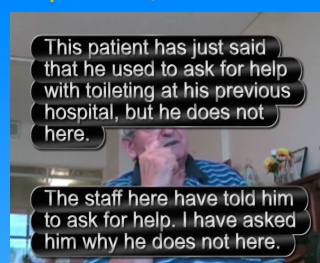 This patient has just said
that he used to ask for help
with toileting at his previous
hospital, but he does not
here.
The staff here have told him
to ask for help. I have asked
him why he does not here.